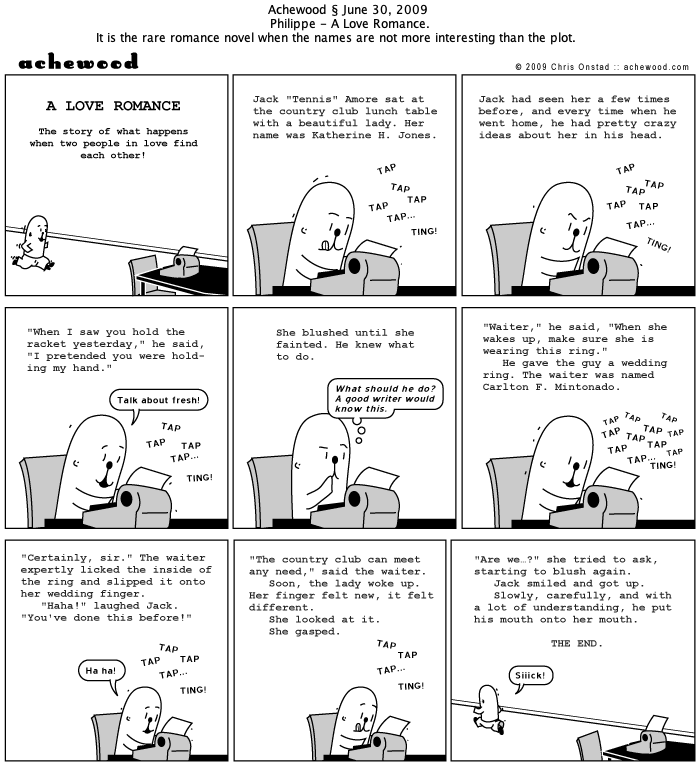 Achewood § June 30, 2009
Philippe - A Love Romance.
It is the rare romance novel when the names are not more interesting than the plot.
achewood
© 2009 Chris Onstad :: achewood.com
A LOVE ROMANCE
The story of what happens
when two people in love find
each other!
Jack "Tennis" Amore sat at
the country club lunch table
with a beautiful lady. Her
name was Katherine H. Jones.
TAP
TAP
TAP
TAP
TAP...
TING!
Jack had seen her a few times
before, and every time when he
went home, he had pretty crazy
ideas about her in his head.
TAP
TAP
TAP
TAP
TAP
TAP...
TING!
"When I saw you hold the
racket yesterday," he said,
"I pretended you were hold-
ing my hand."
Talk about fresh!
TAP
TAP
TAP
TAP...
TING!
She blushed until she
fainted. He knew what
to do.
What should he do?
A good writer would
know this.
"Waiter," he said, "When she
wakes up, make sure she is
wearing this ring."
He gave the guy a wedding
ring. The waiter was named
Carlton F. Mintonado.
TAP
TAP
TAP
TAP
TAP
TAP
TAP
TAP
TAP
TAP
TAP...
TING!
"Certainly, sir." The waiter
expertly licked the inside of
the ring and slipped it onto
her wedding finger.
"Haha!" laughed Jack.
"You've done this before!"
Ha ha!
TAP
TAP
TAP
TAP...
TING!
"The country club can meet
any need," said the waiter.
Soon, the lady woke up.
Her finger felt new, it felt
different.
She looked at it.
She gasped.
TAP
TAP
TAP...
TING!
"Are we…?" she tried to ask,
starting to blush again.
Jack smiled and got up.
Slowly, carefully, and with
a lot of understanding, he put
his mouth onto her mouth.
THE END.
Siiick!